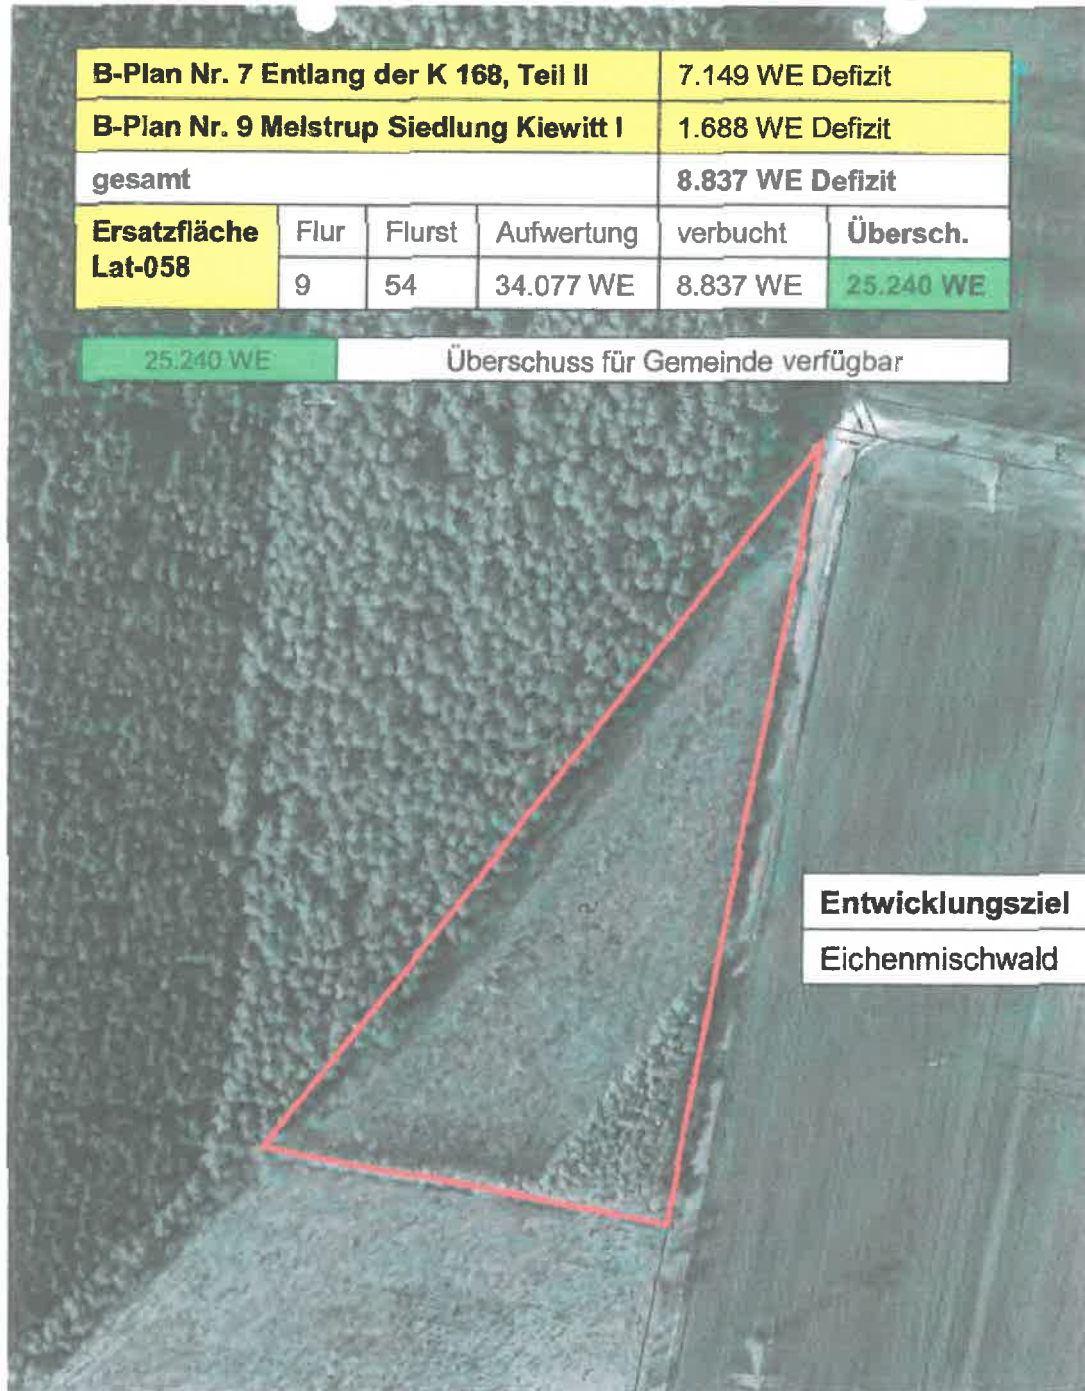 B-Plan Nr. 7 Entlang der K 168, Teil II 7.149 WE Defizit
B-Plan Nr. 9 Melstrup Siedlung Kiewitt I 1.688 WE Defizit
gesamt 8.837 WE Defizit
Ersatzfläche Flur Flurst Aufwertung verbucht Übersch.
Lat-058 9 54 34.077 WE 8.837 WE 25.240 WE
25.240 WE Überschuss für Gemeinde verfügbar
Entwicklungsziel
Eichenmischwald